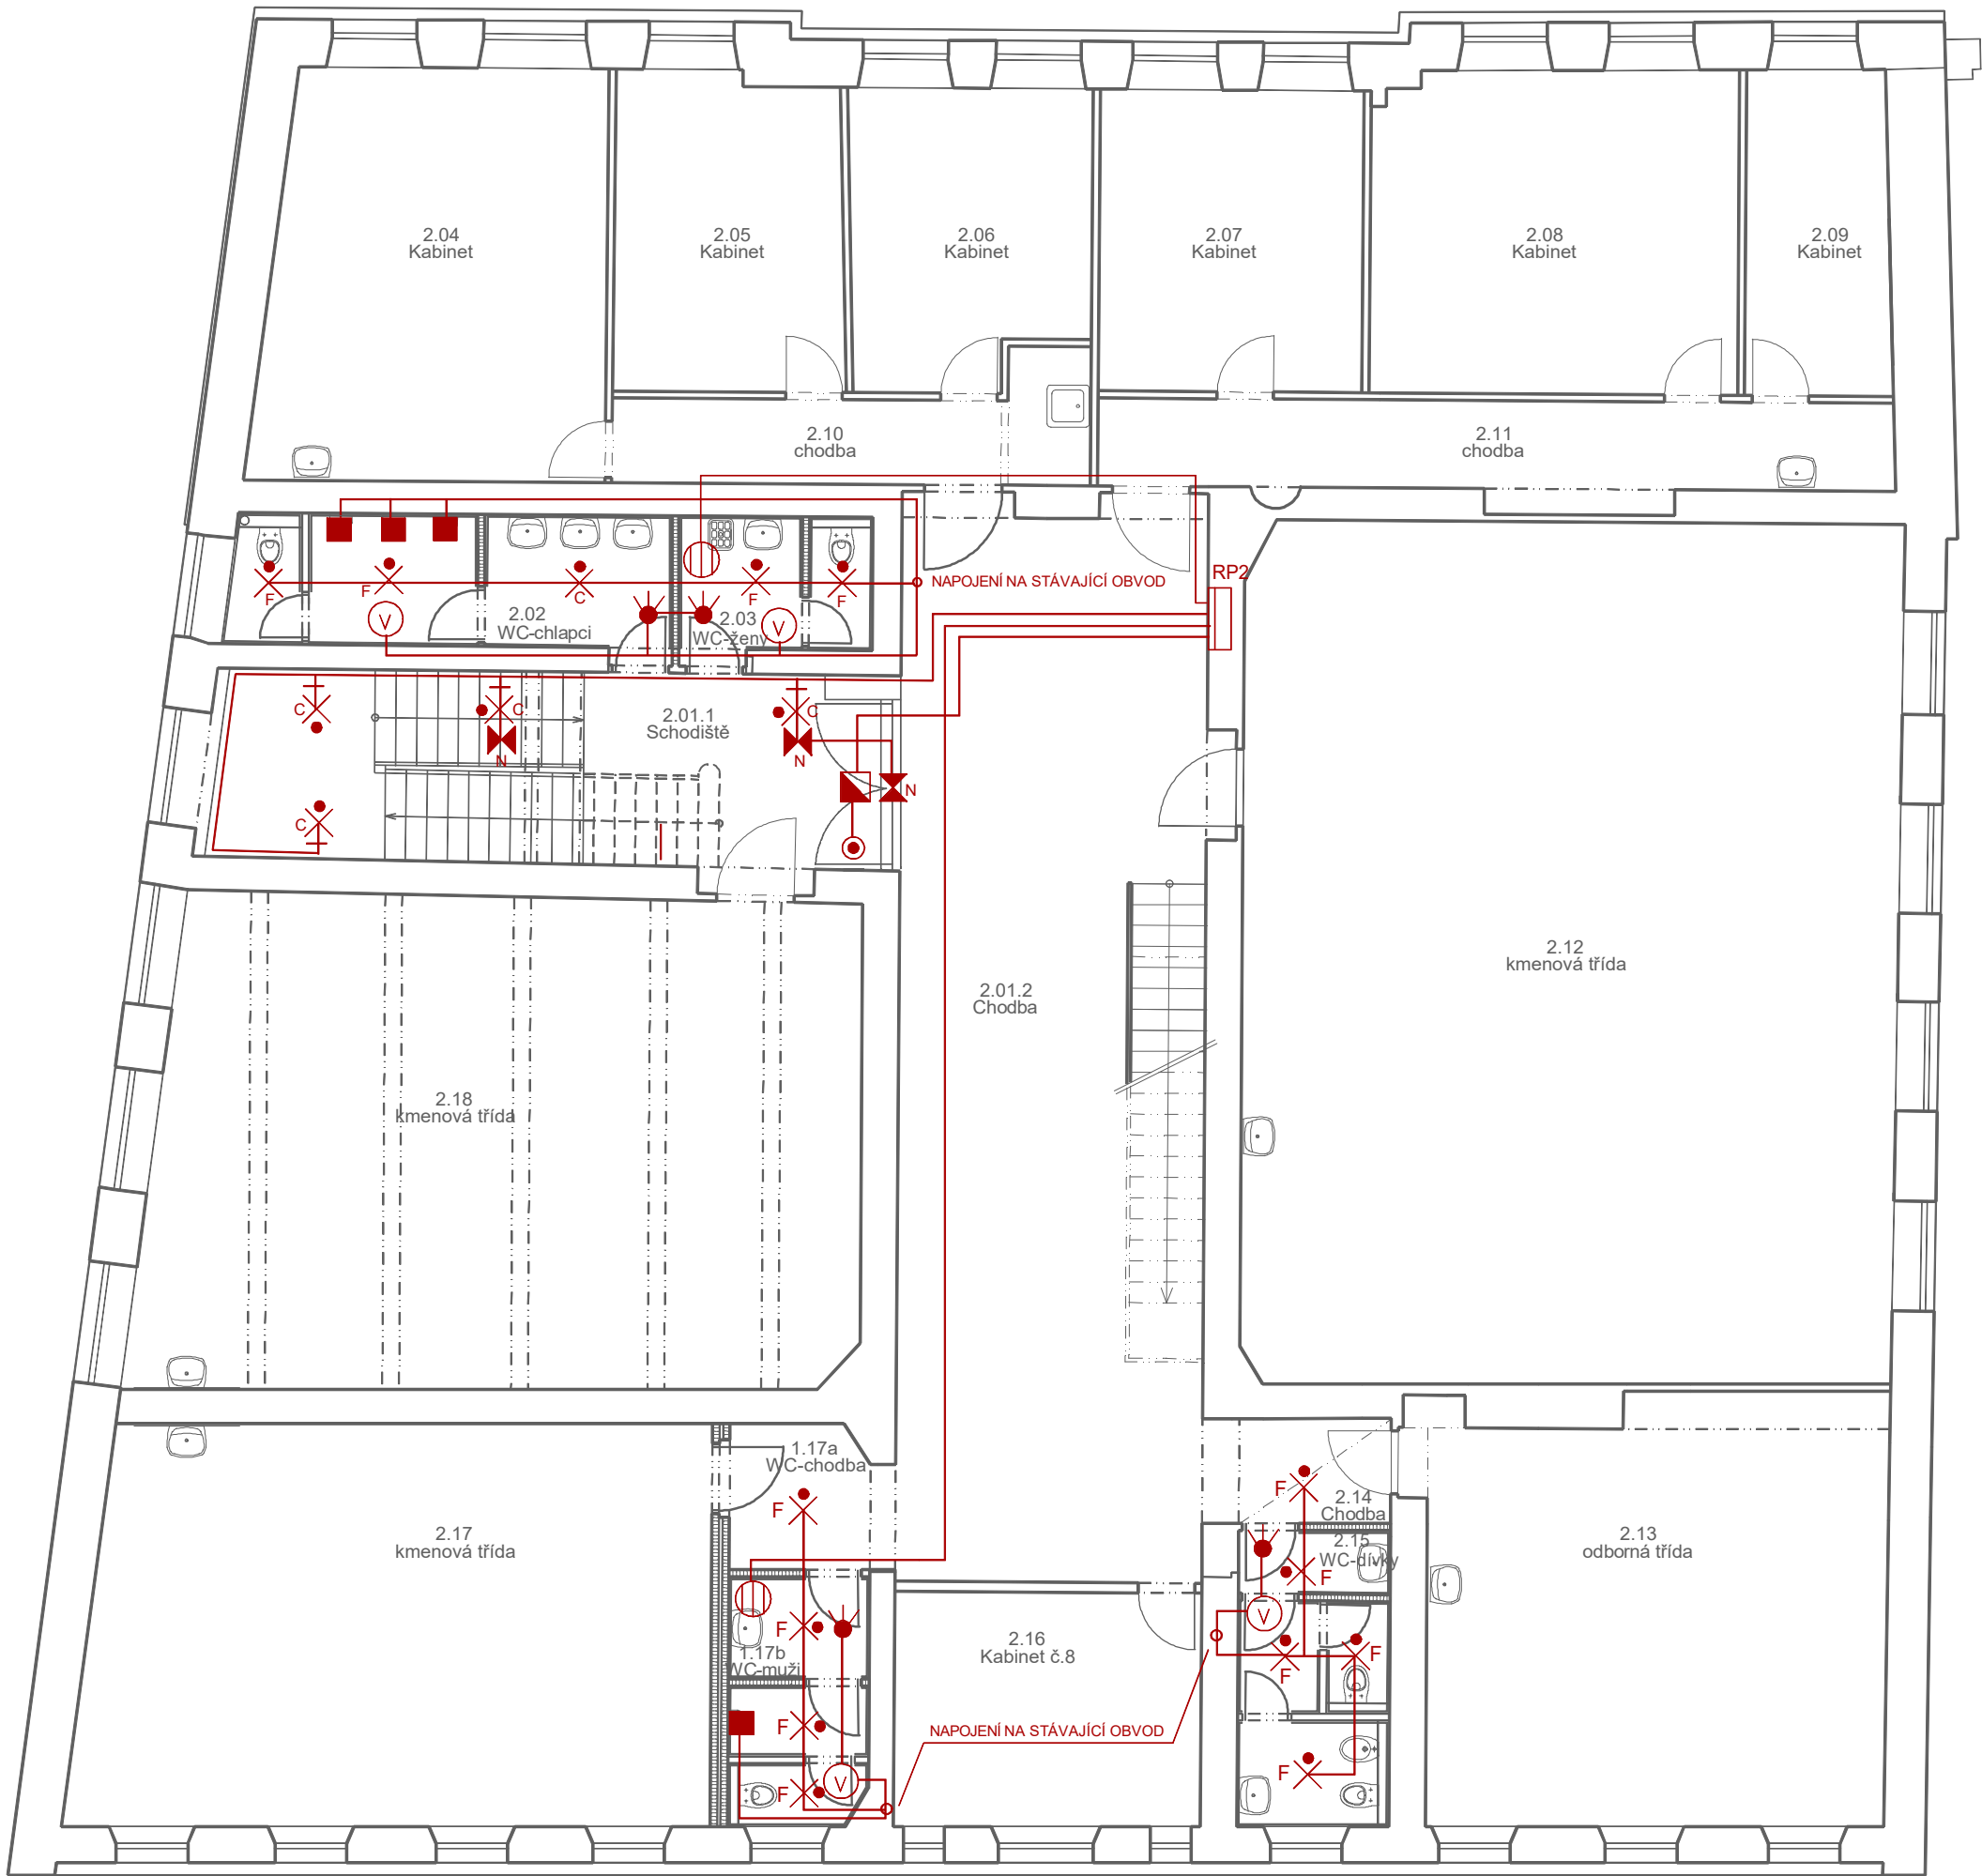 2.04
Kabinet
2.05
Kabinet
2.06
Kabinet
2.07
Kabinet
2.08
Kabinet
2.09
Kabinet
2.10
chodba
2.11
chodba
RP2
NAPOJENÍ NA STÁVAJÍCÍ OBVOD
F
F
C
F
F
2.02
WC-chlapci
2.03
WC-ženy
V
V
C
C
C
2.01.1
Schodiště
N
N
N
C
2.12
kmenová třída
2.01.2
Chodba
2.18
kmenová třída
1.17a
WC-chodba
F
F
2.14
Chodba
2.17
kmenová třída
2.13
odborná třída
2.15
WC-dívky
F
V
F
2.16
Kabinet č.8
1.17b
WC-muži
F
F
F
NAPOJENÍ NA STÁVAJÍCÍ OBVOD
F
V
F